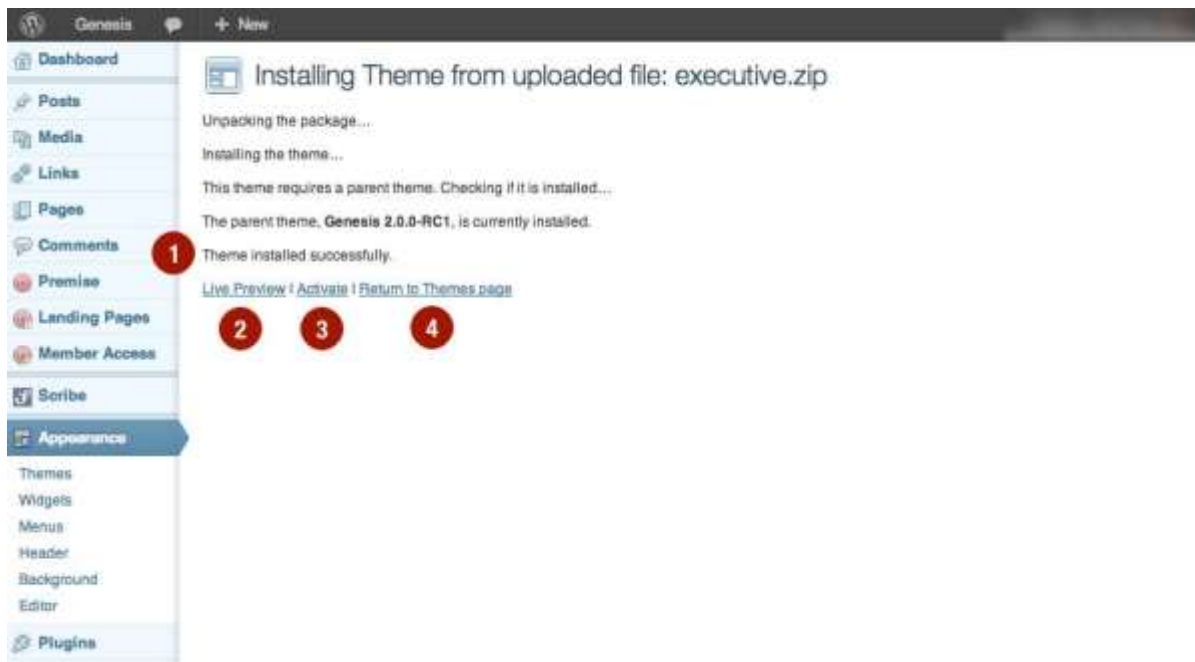 Genesis + New
Dashboard
Posts
Media
Links
Pages
Comments
Premise
Landing Pages
Member Access
Scribe
Appearance
Themes
Widgets
Menus
Header
Background
Editor
Plugins
Installing Theme from uploaded file: executive.zip
Unpacking the package...
Installing the theme...
This theme requires a parent theme. Checking if it is installed...
The parent theme, Genesis 2.0.0-RC1, is currently installed.
1 Theme installed successfully.
Live Preview | Activate | Return to Themes page
2 3 4